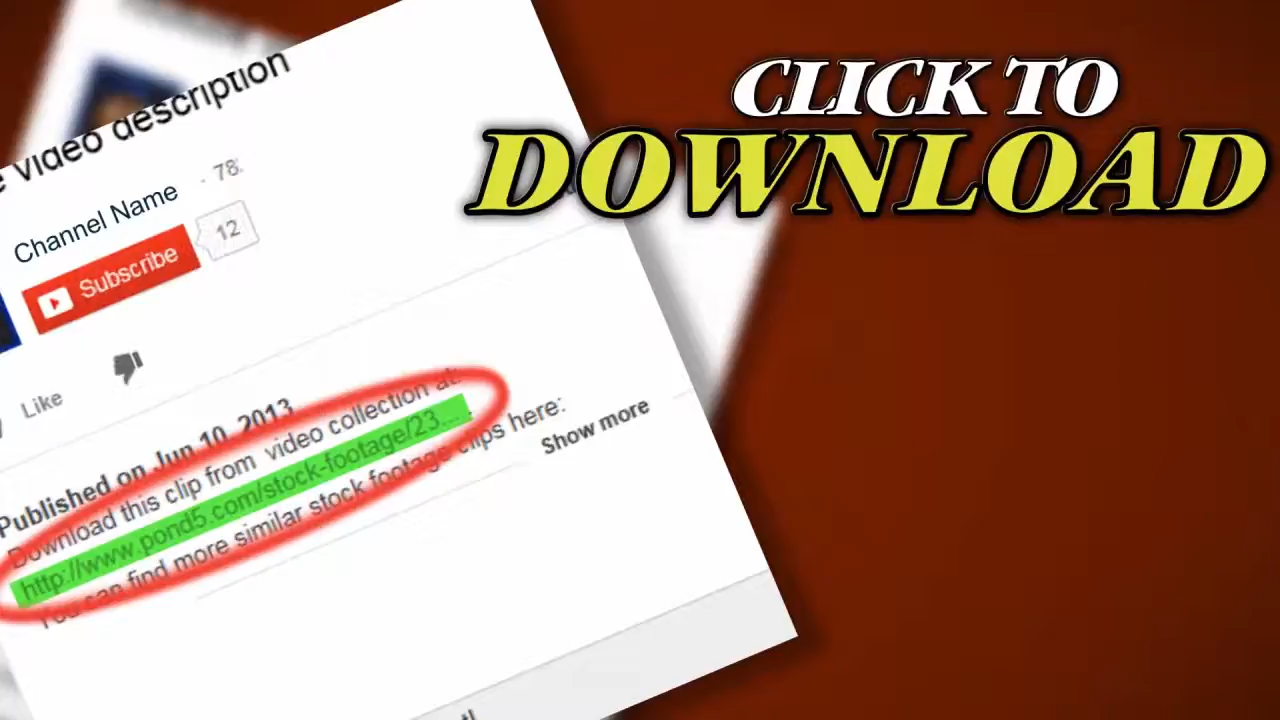 CLICK TO
DOWNLOAD
video description
Channel Name
78
Subscribe
12
Like
Published on Jun 10, 2013
Download this clip from video collection at:
http://www.pond5.com/stock-footage/23... .
You can find more similar stock footage clips here:
Show more